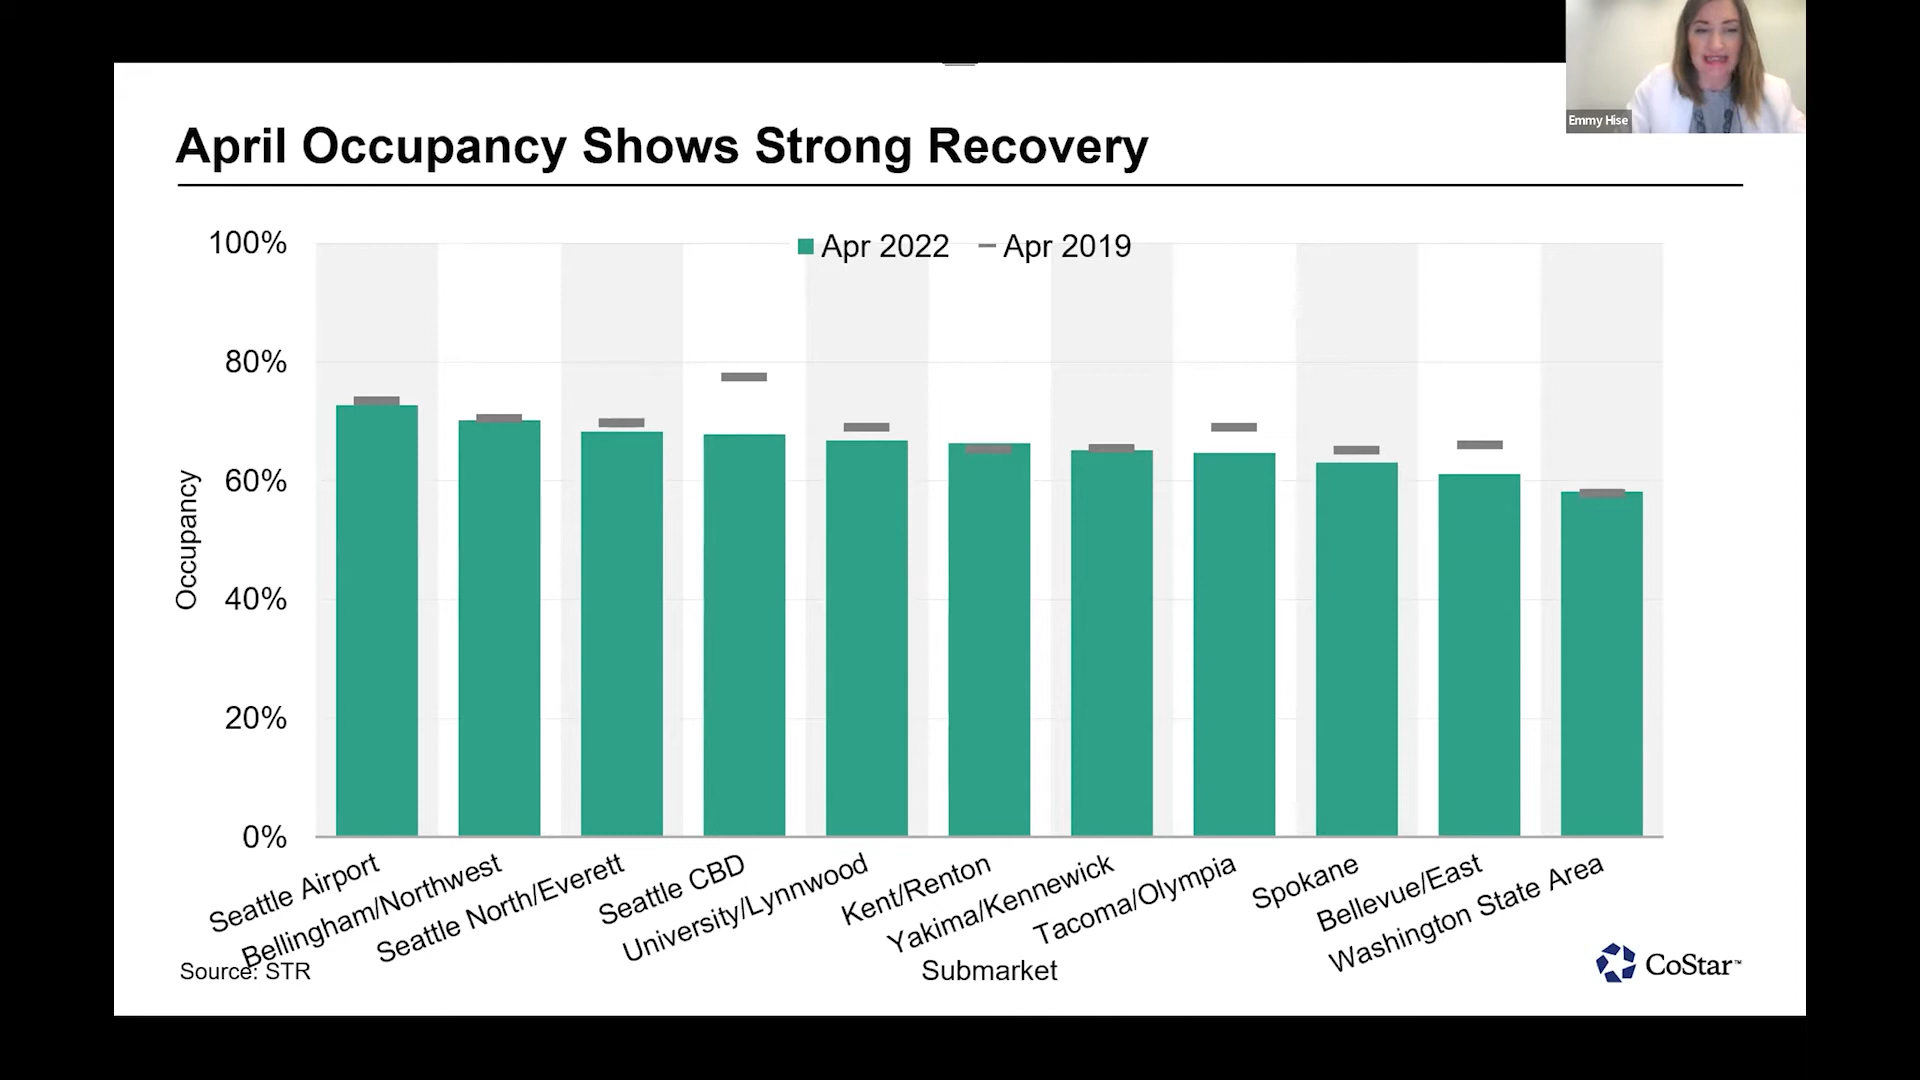 Emmy Hise
April Occupancy Shows Strong Recovery
Apr 2022
Apr 2019
100%
80%
60%
40%
20%
0%
Occupancy
Seattle Airport
Bellingham/Northwest
Seattle North/Everett
Seattle CBD
University/Lynnwood
Kent/Renton
Yakima/Kennewick
Tacoma/Olympia
Spokane
Bellevue/East
Washington State Area
Submarket
Source: STR
CoStar™